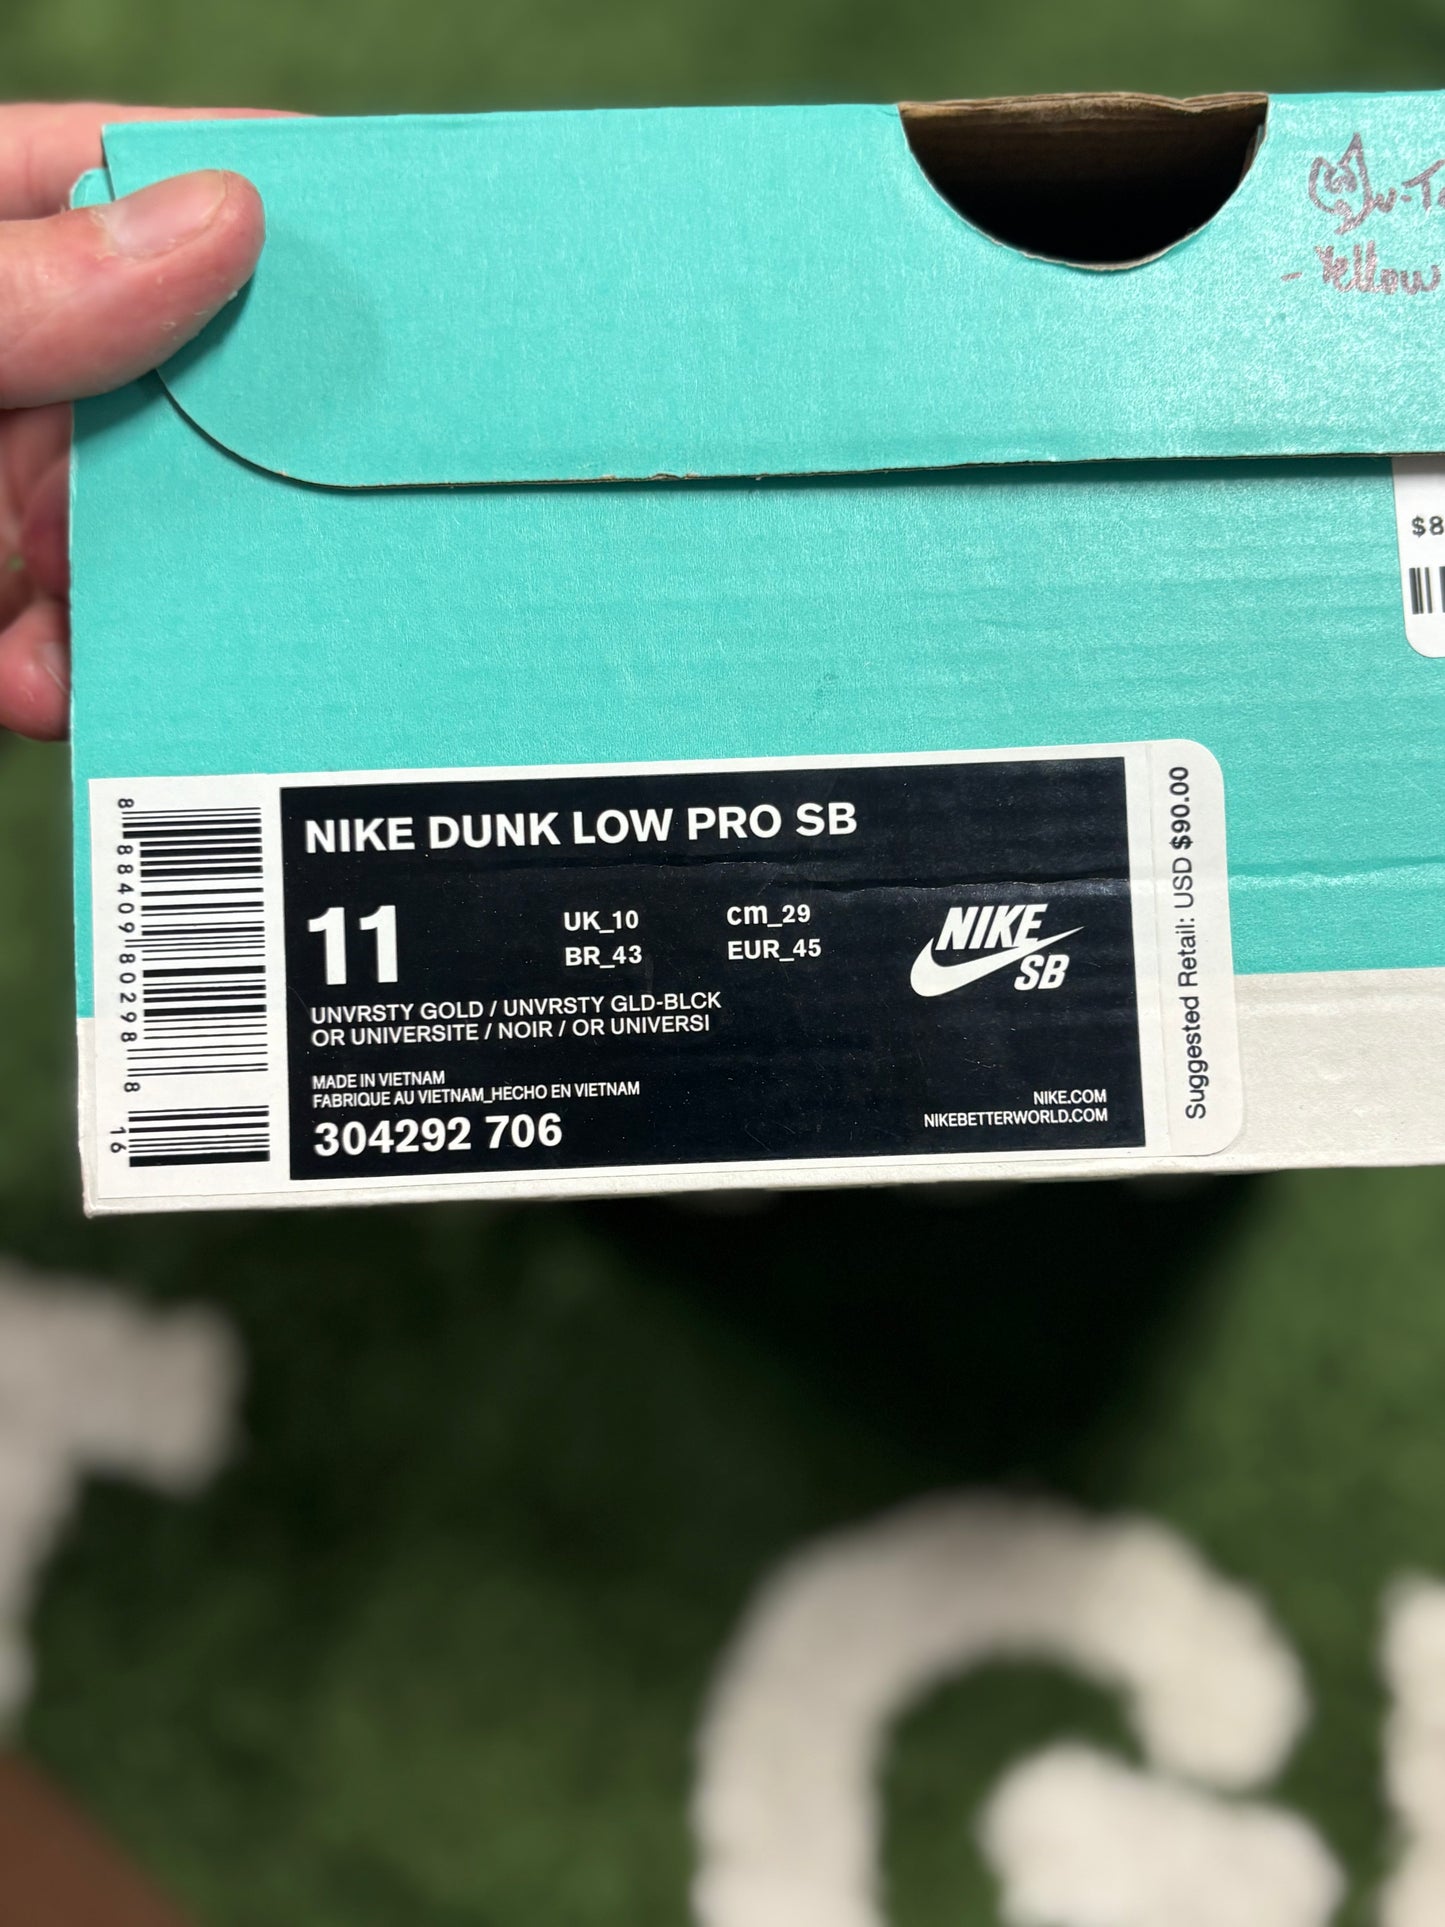 - Yellow
$8
8 88409 80298 8
16
NIKE DUNK LOW PRO SB
11
UK_10
cm_29
BR_43
EUR_45
NIKE
SB
UNVRSTY GOLD / UNVRSTY GLD-BLCK
OR UNIVERSITE / NOIR / OR UNIVERSI
MADE IN VIETNAM
FABRIQUE AU VIETNAM_HECHO EN VIETNAM
304292 706
NIKE.COM
NIKEBETTERWORLD.COM
Suggested Retail: USD $90.00